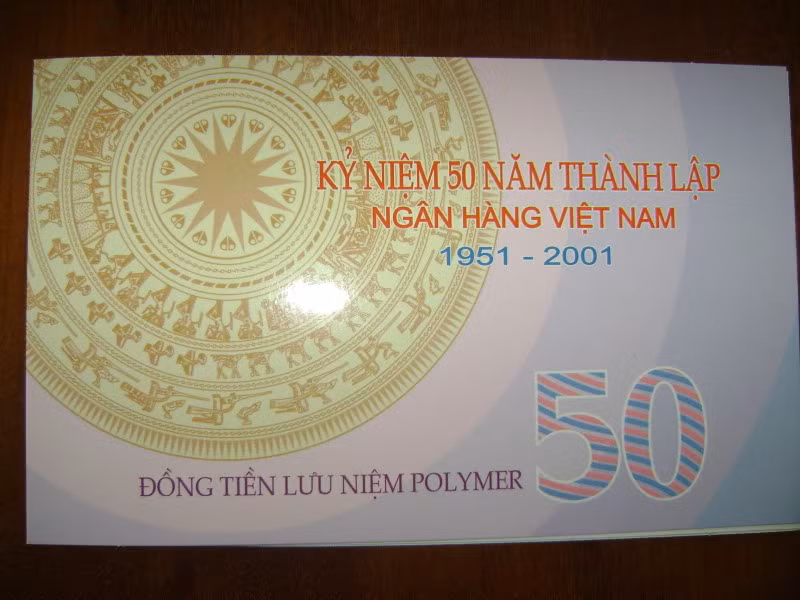 KỶ NIỆM 50 NĂM THÀNH LẬP
NGÂN HÀNG VIỆT NAM
1951 - 2001
ĐỒNG TIỀN LƯU NIỆM POLYMER
50